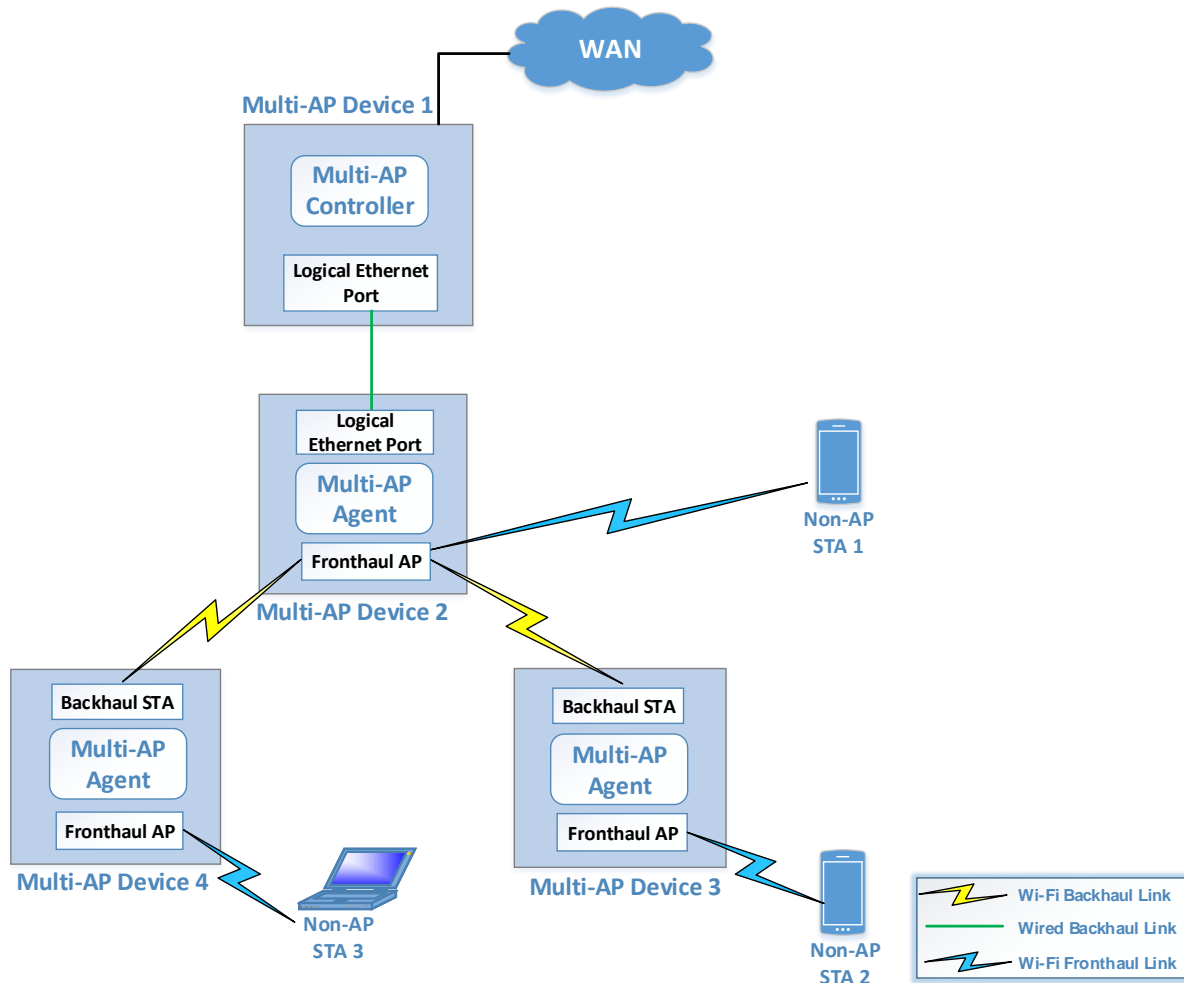 WAN
Multi-AP Device 1
Multi-AP
Controller
Logical Ethernet
Port
Logical
Ethernet Port
Multi-AP
Agent
Fronthaul AP
Multi-AP Device 2
Non-AP
STA 1
Backhaul STA
Multi-AP
Agent
Fronthaul AP
Multi-AP Device 4
Non-AP
STA 3
Backhaul STA
Multi-AP
Agent
Fronthaul AP
Multi-AP Device 3
Non-AP
STA 2
Wi-Fi Backhaul Link
Wired Backhaul Link
Wi-Fi Fronthaul Link